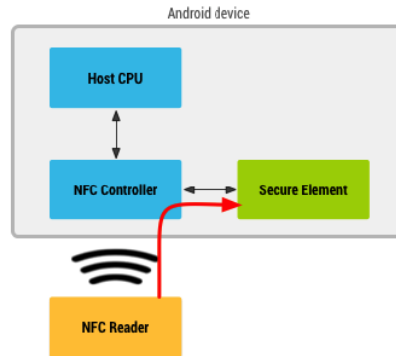 Android device
Host CPU
NFC Controller
Secure Element
NFC Reader